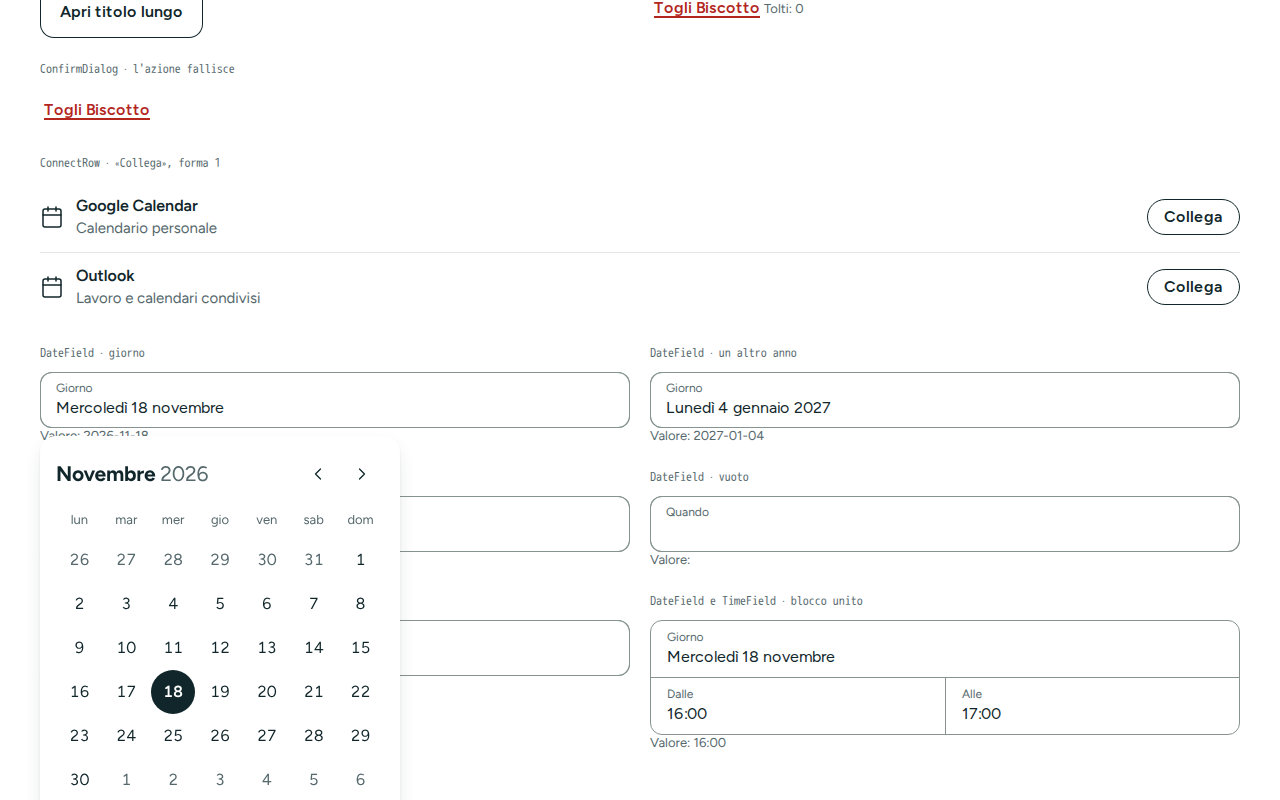 Apri titolo lungo
Togli Biscotto Tolti: 0
ConfirmDialog · l'azione fallisce
Togli Biscotto
ConnectRow · «Collega», forma 1
Google Calendar
Calendario personale
Collega
Outlook
Lavoro e calendari condivisi
Collega
DateField · giorno
Giorno
Mercoledì 18 novembre
Valore: 2026-11-18
DateField · un altro anno
Giorno
Lunedì 4 gennaio 2027
Valore: 2027-01-04
Novembre 2026
lun mar mer gio ven sab dom
26 27 28 29 30 31 1
2 3 4 5 6 7 8
9 10 11 12 13 14 15
16 17 18 19 20 21 22
23 24 25 26 27 28 29
30 1 2 3 4 5 6
DateField · vuoto
Quando
Valore:
DateField e TimeField · blocco unito
Giorno
Mercoledì 18 novembre
Dalle
16:00
Alle
17:00
Valore: 16:00